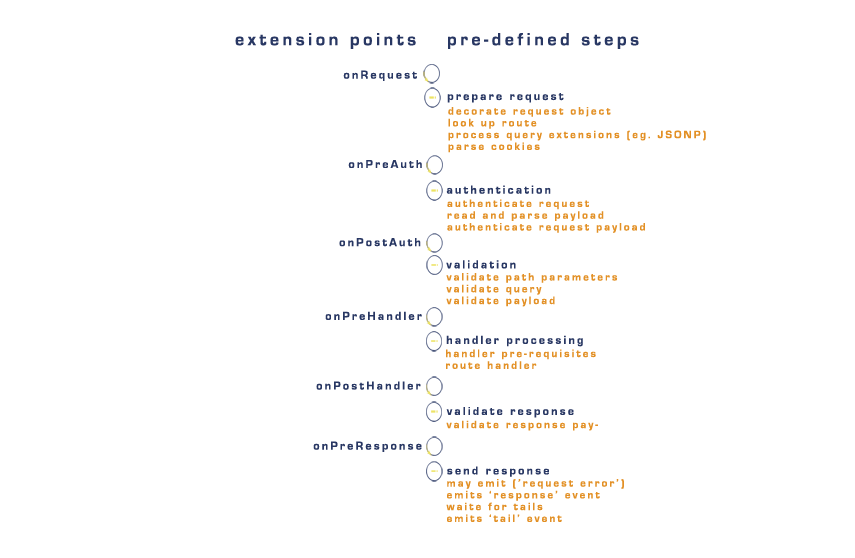 extension points pre-defined steps
onRequest
prepare request
decorate request object
look up route
process query extensions (eg. JSONP)
parse cookies
onPreAuth
authentication
authenticate request
read and parse payload
authenticate request payload
onPostAuth
validation
validate path parameters
validate query
validate payload
onPreHandler
handler processing
handler pre-requisites
route handler
onPostHandler
validate response
validate response pay-
onPreResponse
send response
may emit ('request error')
emits 'response' event
waite for tails
emits 'tail' event